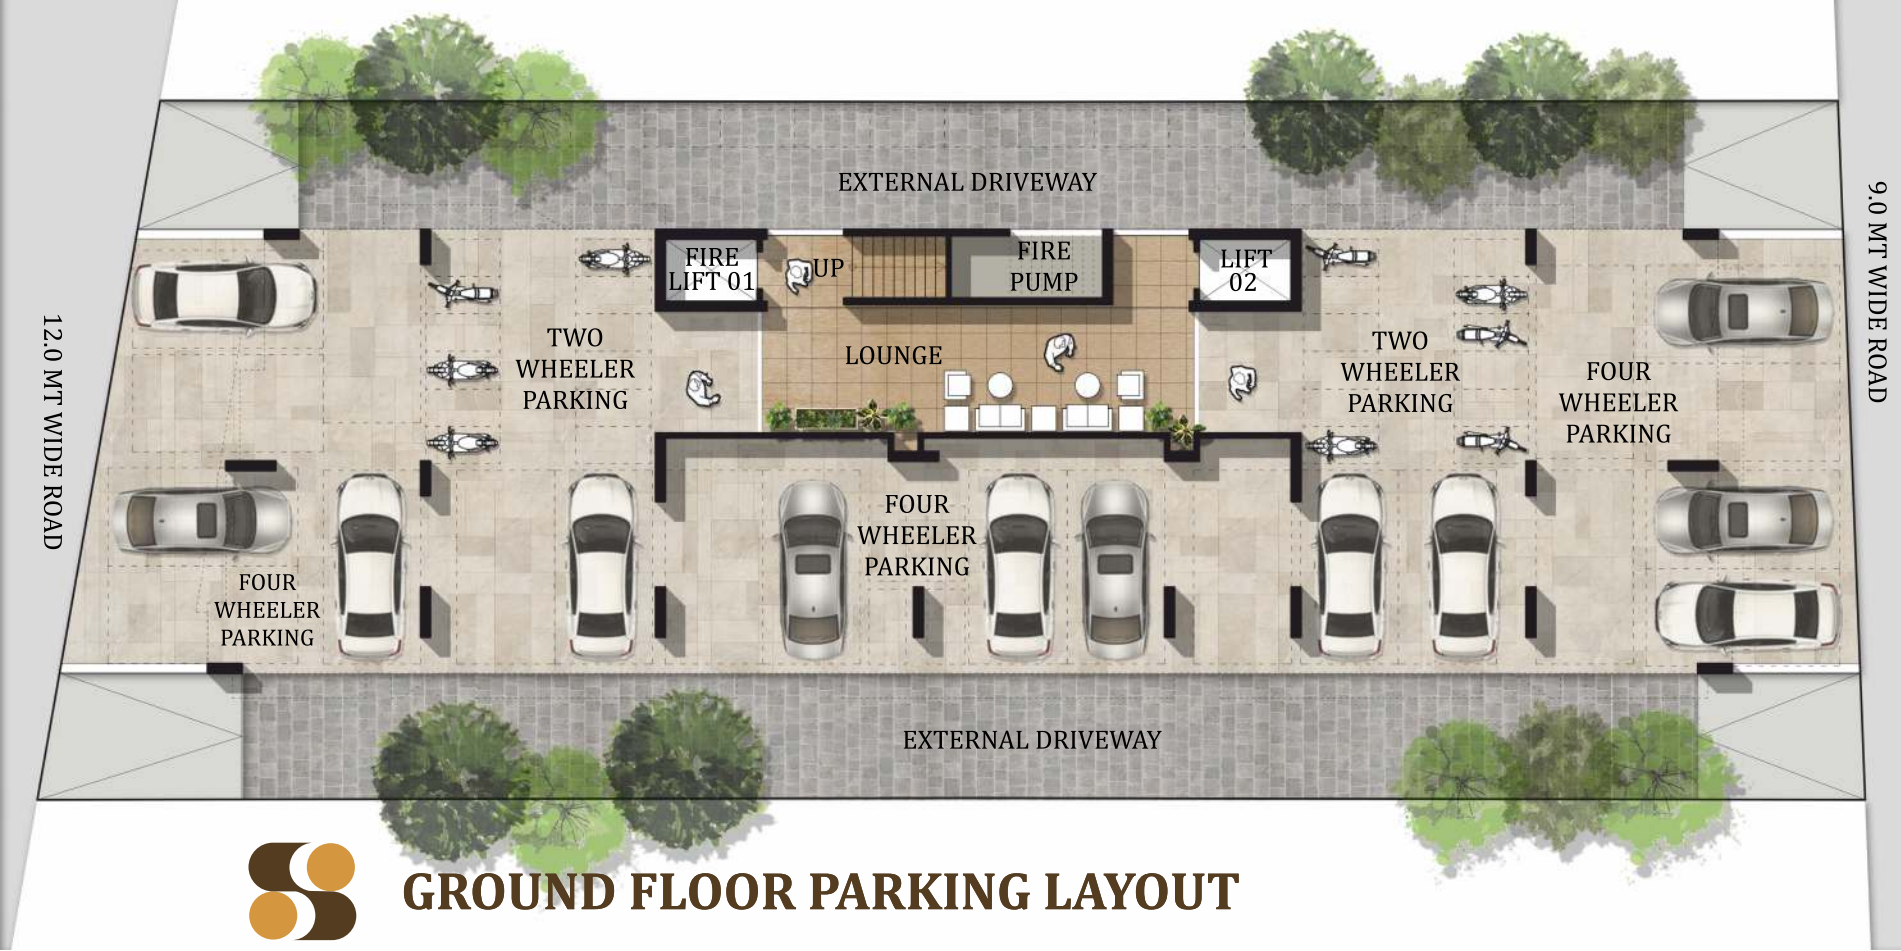 EXTERNAL DRIVEWAY
9.0 MT WIDE ROAD
12.0 MT WIDE ROAD
FIRE
LIFT 01
UP
FIRE
PUMP
LIFT
02
TWO
WHEELER
PARKING
LOUNGE
TWO
WHEELER
PARKING
FOUR
WHEELER
PARKING
FOUR
WHEELER
PARKING
FOUR
WHEELER
PARKING
EXTERNAL DRIVEWAY
GROUND FLOOR PARKING LAYOUT